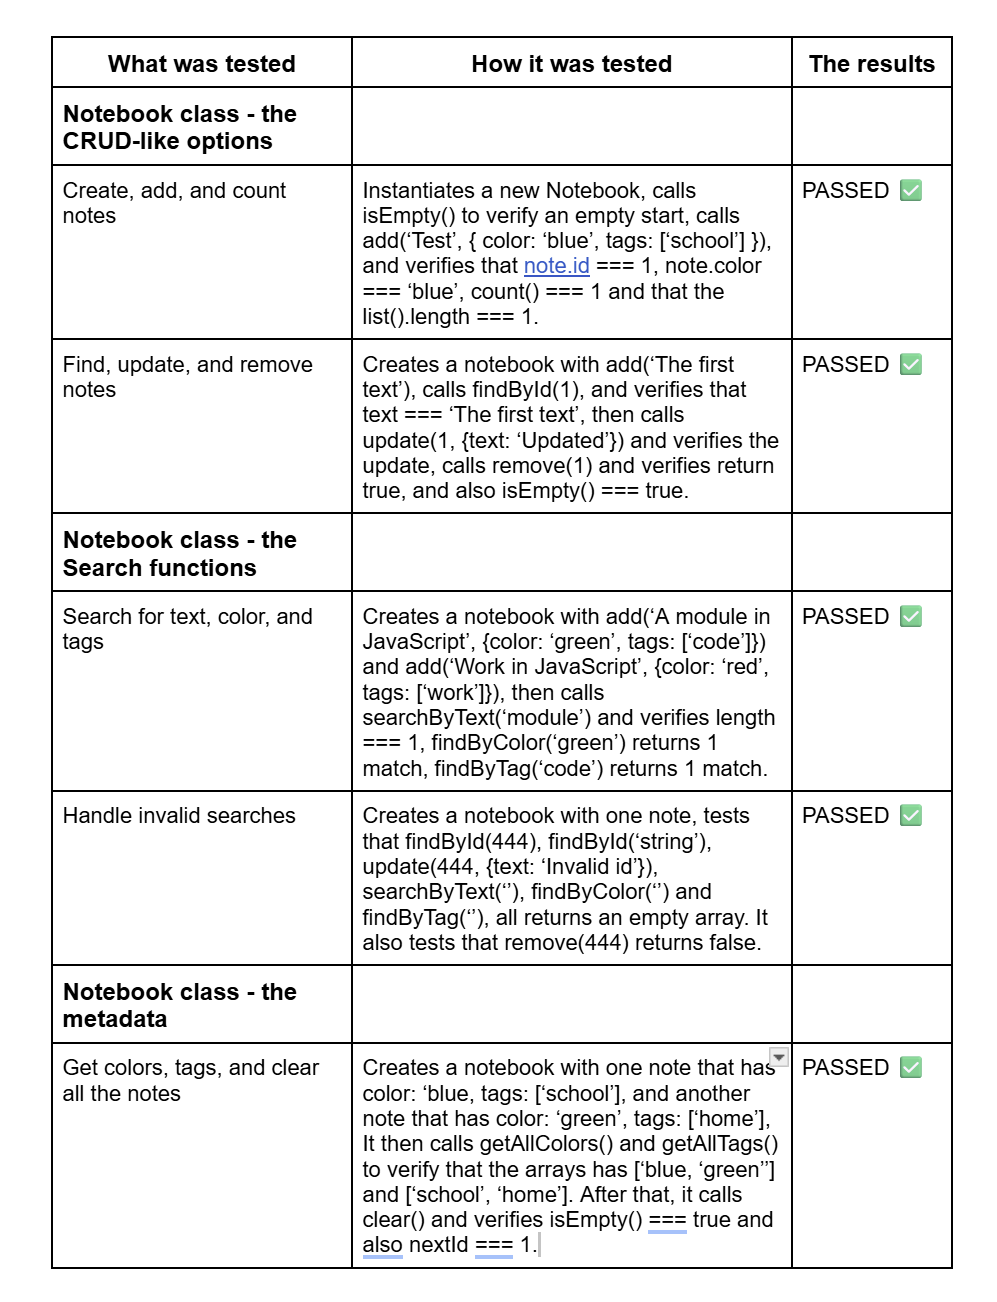 What was tested
How it was tested
The results
Notebook class - the
CRUD-like options
Create, add, and count
notes
Instantiates a new Notebook, calls
isEmpty() to verify an empty start, calls
add(‘Test’, { color: ‘blue’, tags: [‘school’] }),
and verifies that note.id === 1, note.color
=== ‘blue’, count() === 1 and that the
list().length === 1.
PASSED ✅
Find, update, and remove
notes
Creates a notebook with add(‘The first
text’), calls findById(1), and verifies that
text === ‘The first text’, then calls
update(1, {text: ‘Updated’}) and verifies the
update, calls remove(1) and verifies return
true, and also isEmpty() === true.
PASSED ✅
Notebook class - the
Search functions
Search for text, color, and
tags
Creates a notebook with add(‘A module in
JavaScript’, {color: ‘green’, tags: [‘code’]})
and add(‘Work in JavaScript’, {color: ‘red’,
tags: [‘work’]}), then calls
searchByText(‘module’) and verifies length
=== 1, findByColor(‘green’) returns 1
match, findByTag(‘code’) returns 1 match.
PASSED ✅
Handle invalid searches
Creates a notebook with one note, tests
that findById(444), findById(‘string’),
update(444, {text: ‘Invalid id’}),
searchByText(‘’), findByColor(‘’) and
findByTag(‘’), all returns an empty array. It
also tests that remove(444) returns false.
PASSED ✅
Notebook class - the
metadata
Get colors, tags, and clear
all the notes
Creates a notebook with one note that has
color: ‘blue, tags: [‘school’], and another
note that has color: ‘green’, tags: [‘home’],
It then calls getAllColors() and getAllTags()
to verify that the arrays has [‘blue, ‘green’’]
and [‘school’, ‘home’]. After that, it calls
clear() and verifies isEmpty() === true and
also nextId === 1.
PASSED ✅